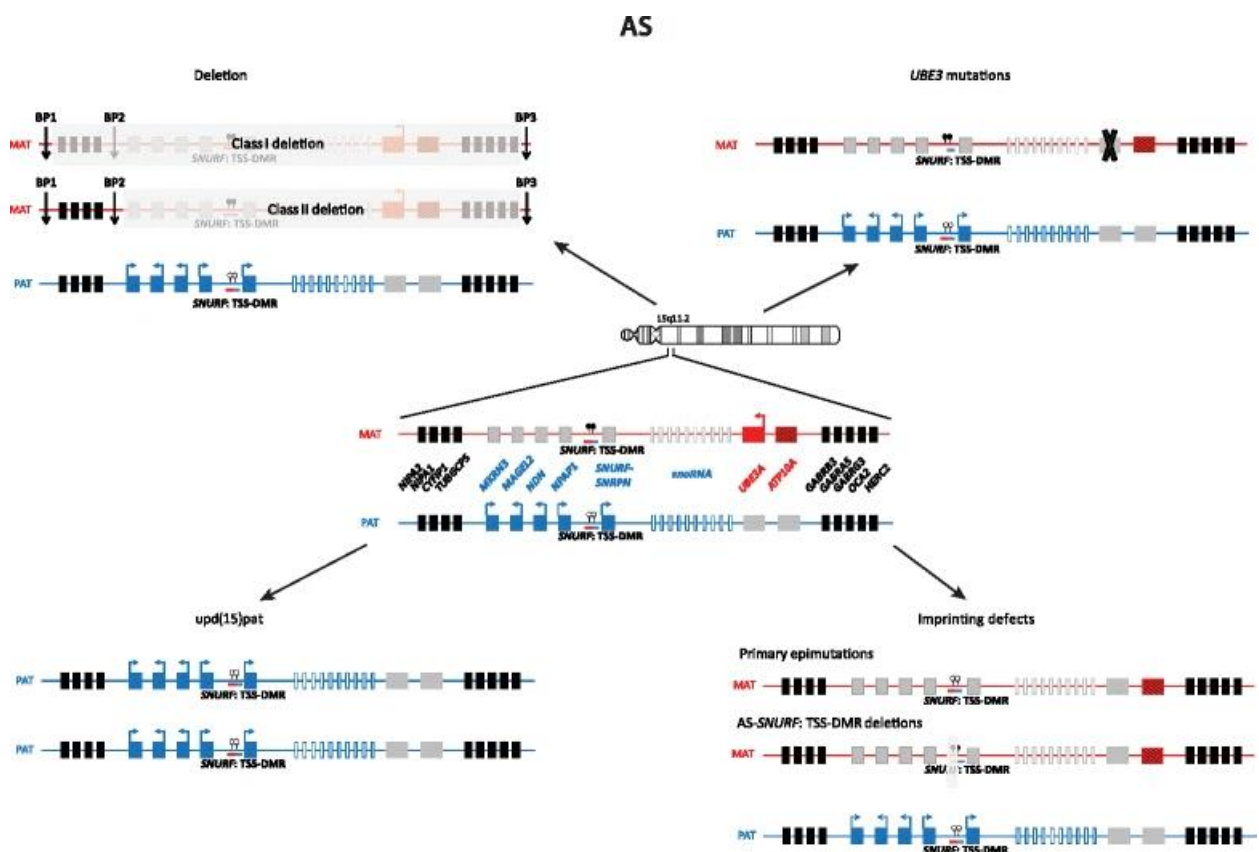 AS
Deletion
UBE3 mutations
BP1 BP2 BP3
MAT Class I deletion
SNURF: TSS-DMR
BP1 BP2 BP3
MAT Class II deletion
SNURF: TSS-DMR
PAT
SNURF: TSS-DMR
MAT
SNURF: TSS-DMR
PAT
SNURF: TSS-DMR
15q11.2
MAT
SNURF: TSS-DMR
NIPA2 NIPA1 CYFIP1 TUBGCP5 MKRN3 MAGEL2 NDN NPAP1 SNURF- SNRPN snoRNA UBE3A ATP10A GABRB3 GABRA5 GABRG3 OCA2 HERC2
PAT
SNURF: TSS-DMR
upd(15)pat
PAT
SNURF: TSS-DMR
PAT
SNURF: TSS-DMR
Imprinting defects
Primary epimutations
MAT
SNURF: TSS-DMR
AS-SNURF: TSS-DMR deletions
MAT
TSS-DMR
PAT
SNURF: TSS-DMR